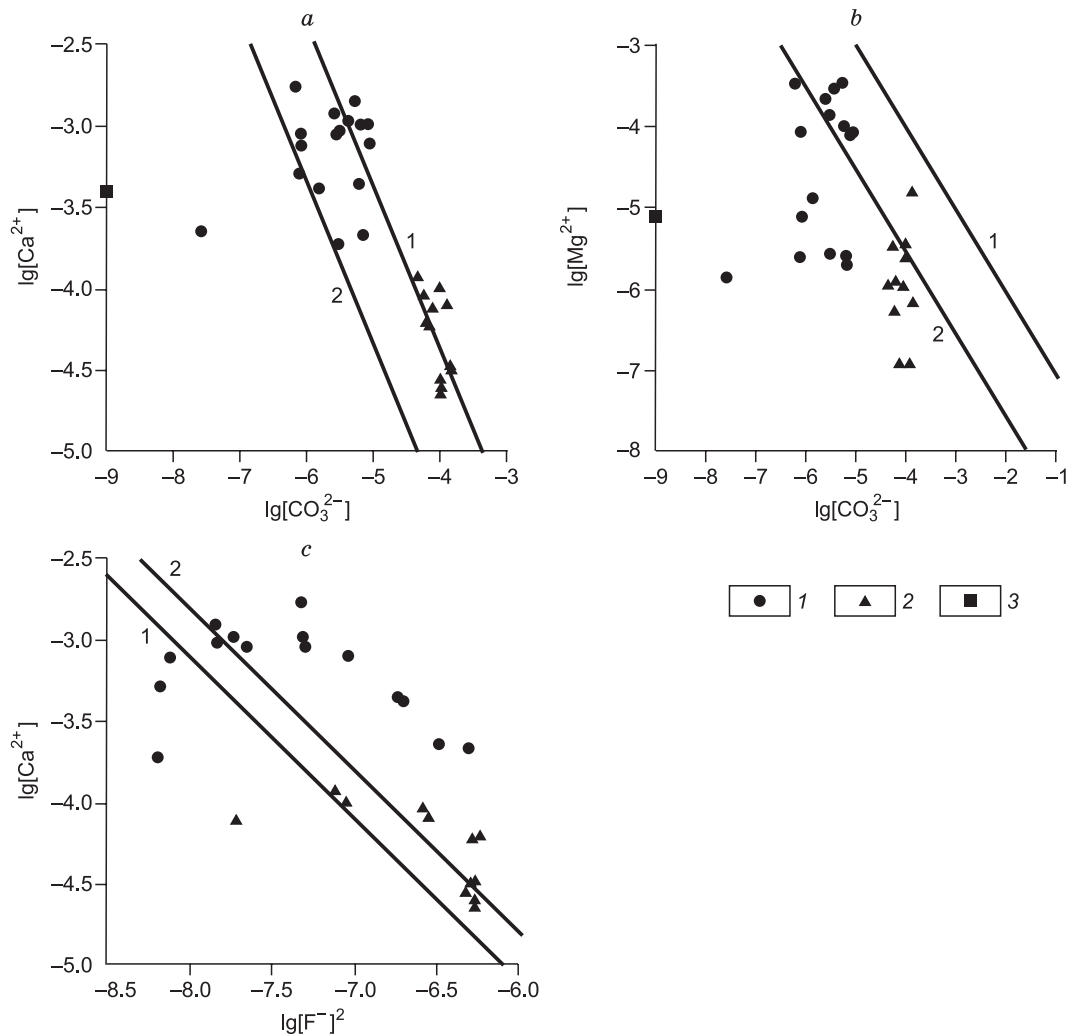 a
–2.5
–3.0
–3.5
–4.0
–4.5
–5.0
lg[Ca²⁺]
1
2
–9 –8 –7 –6 –5 –4 –3
lg[CO₃²⁻]
b
–3
–4
–5
–6
–7
–8
lg[Mg²⁺]
1
2
–9 –8 –7 –6 –5 –4 –3 –2 –1
lg[CO₃²⁻]
c
–2.5
–3.0
–3.5
–4.0
–4.5
–5.0
lg[Ca²⁺]
2
1
–8.5 –8.0 –7.5 –7.0 –6.5 –6.0
lg[F⁻]²
1 2 3